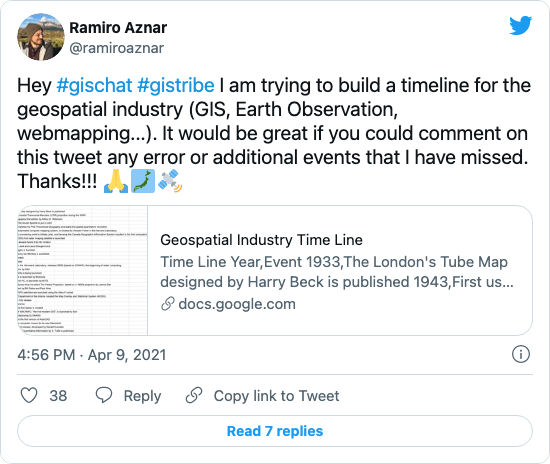 Ramiro Aznar
@ramiroaznar
Hey #gischat #gistribe I am trying to build a timeline for the
geospatial industry (GIS, Earth Observation,
webmapping...). It would be great if you could comment on
this tweet any error or additional events that I have missed.
Thanks!!! 🙏🗾🛰️
Geospatial Industry Time Line
Time Line Year,Event 1933,The London's Tube Map
designed by Harry Beck is published 1943,First us...
docs.google.com
4:56 PM · Apr 9, 2021
38 Reply Copy link to Tweet
Read 7 replies